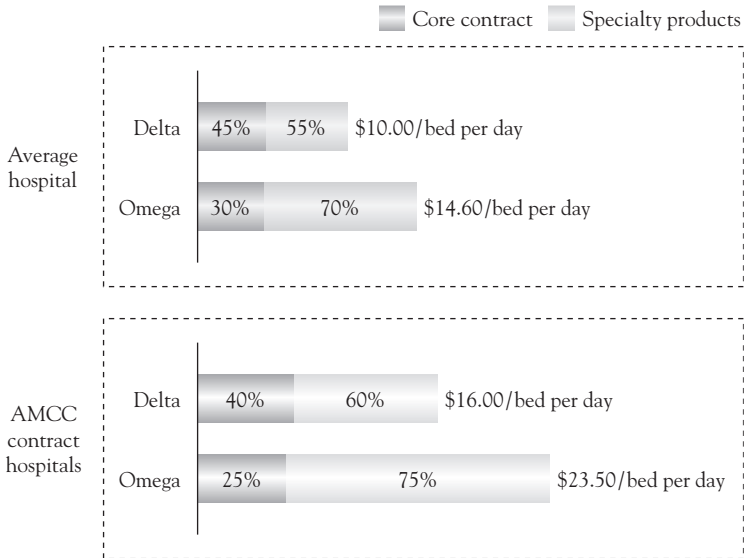 Core contract Specialty products
Average
hospital
Delta 45% 55% $10.00/bed per day
Omega 30% 70% $14.60/bed per day
AMCC
contract
hospitals
Delta 40% 60% $16.00/bed per day
Omega 25% 75% $23.50/bed per day